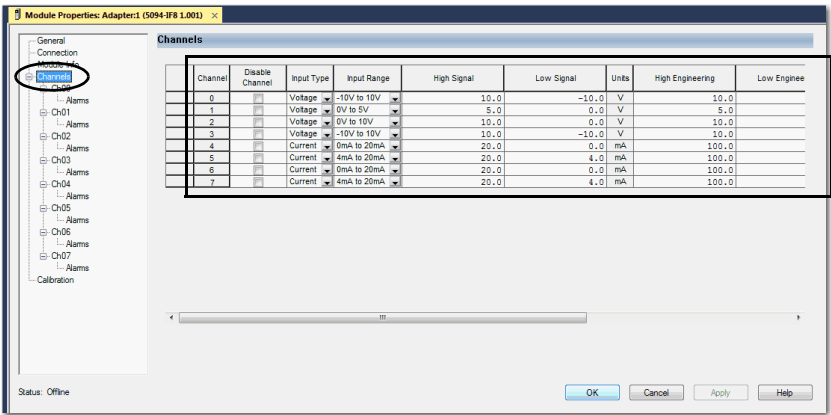 Module Properties: Adapter:1 (5094-IF8 1.001) ×
General
Connection
Module Info
Channels
Ch00
Alarms
Ch01
Alarms
Ch02
Alarms
Ch03
Alarms
Ch04
Alarms
Ch05
Alarms
Ch06
Alarms
Ch07
Alarms
Calibration
Channels
Channel Disable Channel Input Type Input Range High Signal Low Signal Units High Engineering Low Enginee
0 Voltage -10V to 10V 10.0 -10.0 V 10.0
1 Voltage 0V to 5V 5.0 0.0 V 5.0
2 Voltage 0V to 10V 10.0 0.0 V 10.0
3 Voltage -10V to 10V 10.0 -10.0 V 10.0
4 Current 0mA to 20mA 20.0 0.0 mA 100.0
5 Current 4mA to 20mA 20.0 4.0 mA 100.0
6 Current 0mA to 20mA 20.0 0.0 mA 100.0
7 Current 4mA to 20mA 20.0 4.0 mA 100.0
Status: Offline
OK Cancel Apply Help